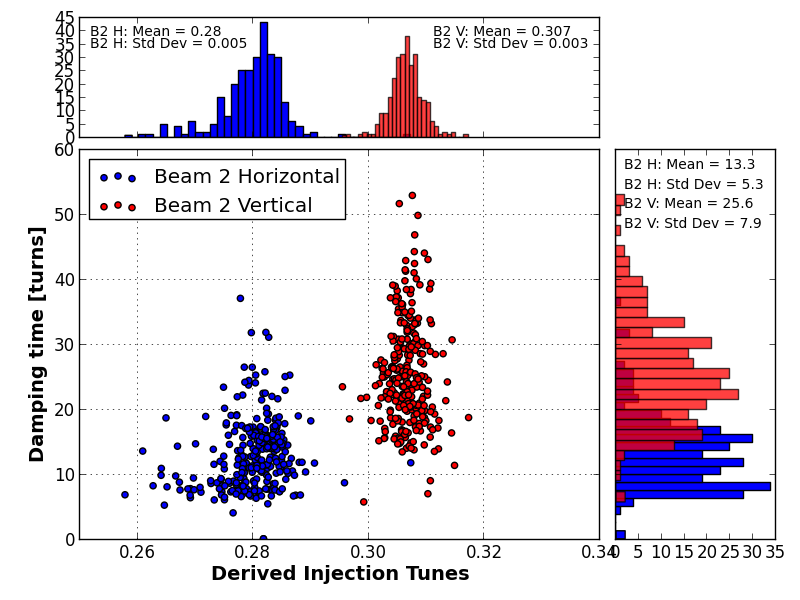 45
40
35
30
25
20
15
10
5
0
B2 H: Mean = 0.28
B2 H: Std Dev = 0.005
B2 V: Mean = 0.307
B2 V: Std Dev = 0.003
60
50
40
30
20
10
0
Damping time [turns]
Beam 2 Horizontal
Beam 2 Vertical
0.26 0.28 0.30 0.32 0.34
Derived Injection Tunes
B2 H: Mean = 13.3
B2 H: Std Dev = 5.3
B2 V: Mean = 25.6
B2 V: Std Dev = 7.9
0 5 10 15 20 25 30 35